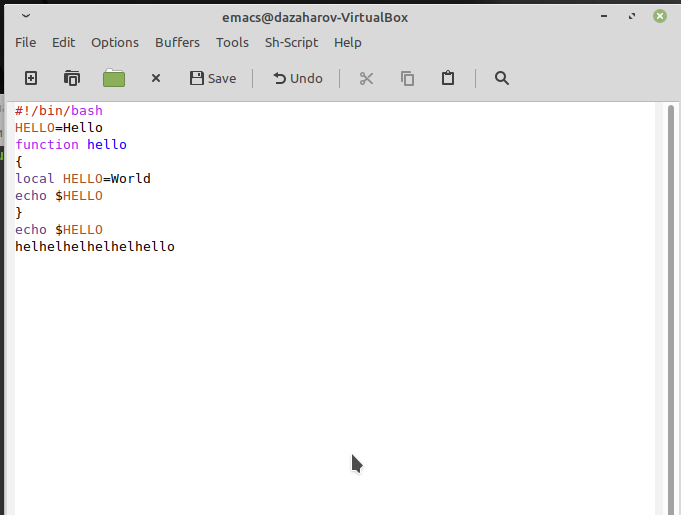 emacs@dazaharov-VirtualBox
File Edit Options Buffers Tools Sh-Script Help
Save Undo
#!/bin/bash
HELLO=Hello
function hello
{
local HELLO=World
echo $HELLO
}
echo $HELLO
helhelhelhelhelhello